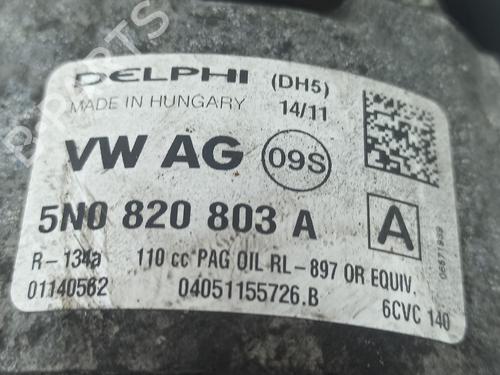 DELPHI (DH5)
MADE IN HUNGARY 14/11
VW AG 09S
5N0 820 803 A A
R-134a 110 cc PAG OIL RL-897 OR EQUIV.
01140562 04051155726.B 6CVC 140
B-PARTS